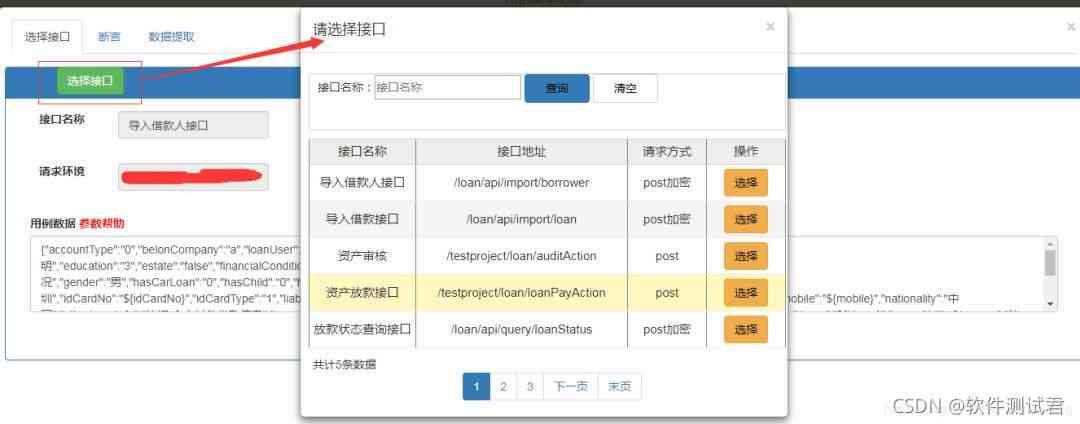 选择接口 断言 数据提取 ×
选择接口
接口名称 导入借款人接口
请求环境
用例数据 参数帮助
{"accountType":"0","belonCompany":"a","loanUser":
明","education":"3","estate":"false","financialConditi
况","gender":"男","hasCarLoan":"0","hasChild":"0","h
圳","idCardNo":"${idCardNo}","idCardType":"1","liab
mobile":"${mobile}","nationality":"中
请选择接口 ×
接口名称： 接口名称 查询 清空
接口名称 接口地址 请求方式 操作
导入借款人接口 /loan/api/import/borrower post加密 选择
导入借款接口 /loan/api/import/loan post加密 选择
资产审核 /testproject/loan/auditAction post 选择
资产放款接口 /testproject/loan/loanPayAction post 选择
放款状态查询接口 /loan/api/query/loanStatus post加密 选择
共计5条数据
1 2 3 下一页 末页
CSDN @软件测试君